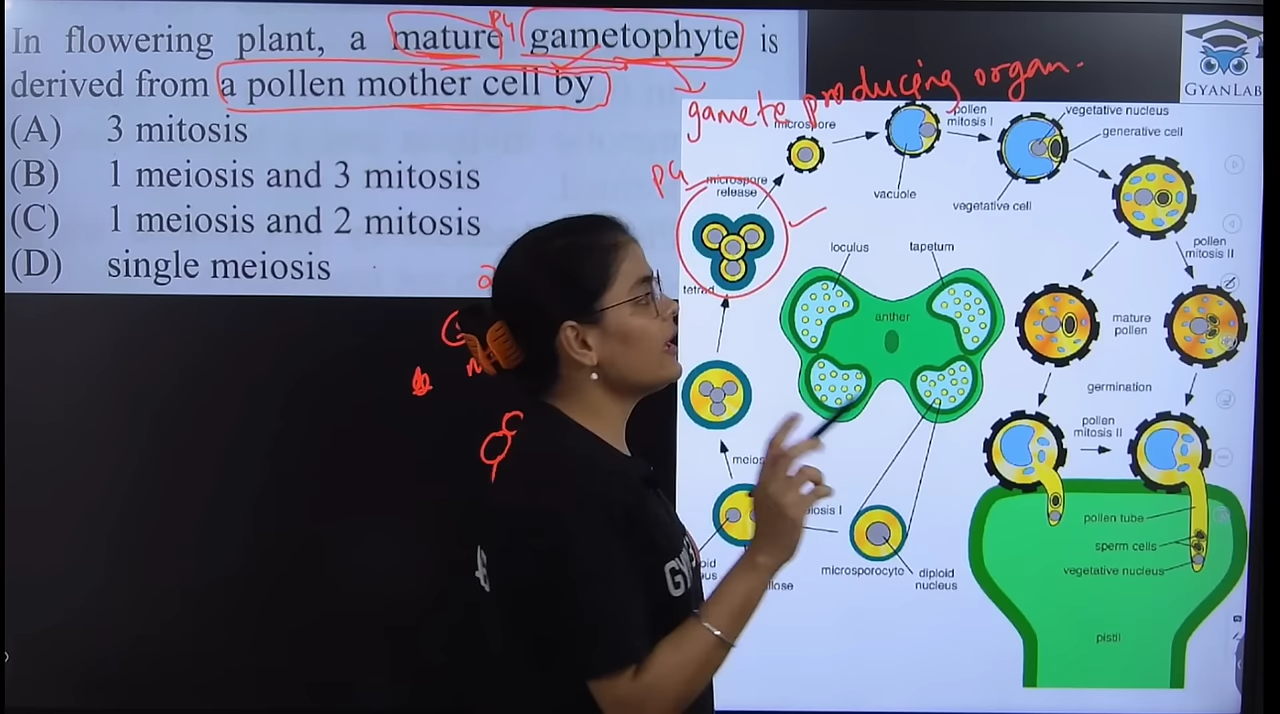 In flowering plant, a mature gametophyte is
derived from a pollen mother cell by
(A) 3 mitosis
(B) 1 meiosis and 3 mitosis
(C) 1 meiosis and 2 mitosis
(D) single meiosis
PG
gamete producing organ.
GYANLAB
PG
microspore
release
microspore
vacuole
pollen
mitosis I
vegetative nucleus
generative cell
vegetative cell
pollen
mitosis II
loculus
tapetum
anther
tetrad
mature
pollen
germination
pollen
mitosis II
microsporocyte
diploid
nucleus
pollen tube
sperm cells
vegetative nucleus
pistil